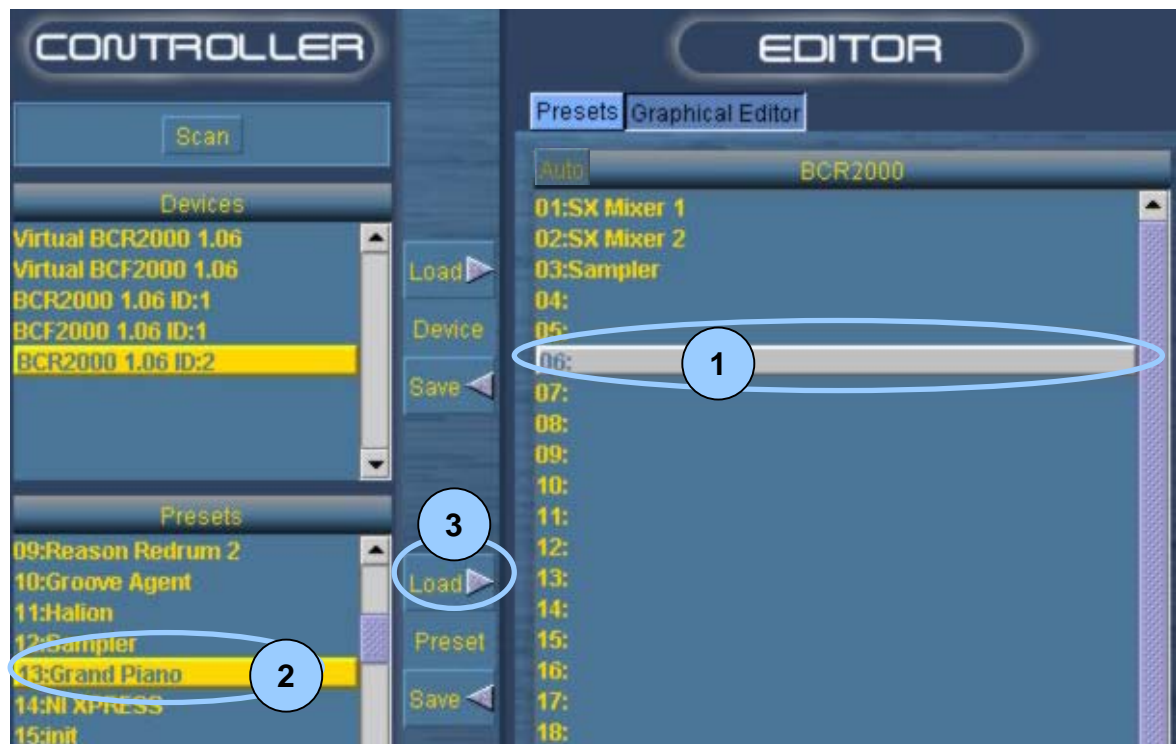 CONTROLLER
Scan
Devices
Virtual BCR2000 1.06
Virtual BCF2000 1.06
BCR2000 1.06 ID:1
BCF2000 1.06 ID:1
BCR2000 1.06 ID:2
Presets
09:Reason Redrum 2
10:Groove Agent
11:Halion
12:Sampler
13:Grand Piano
2
14:NI XPRESS
15:init
Load
Device
Save
3
Load
Preset
Save
EDITOR
Presets Graphical Editor
Auto BCR2000
01:SX Mixer 1
02:SX Mixer 2
03:Sampler
04:
05:
06:
1
07:
08:
09:
10:
11:
12:
13:
14:
15:
16:
17:
18: